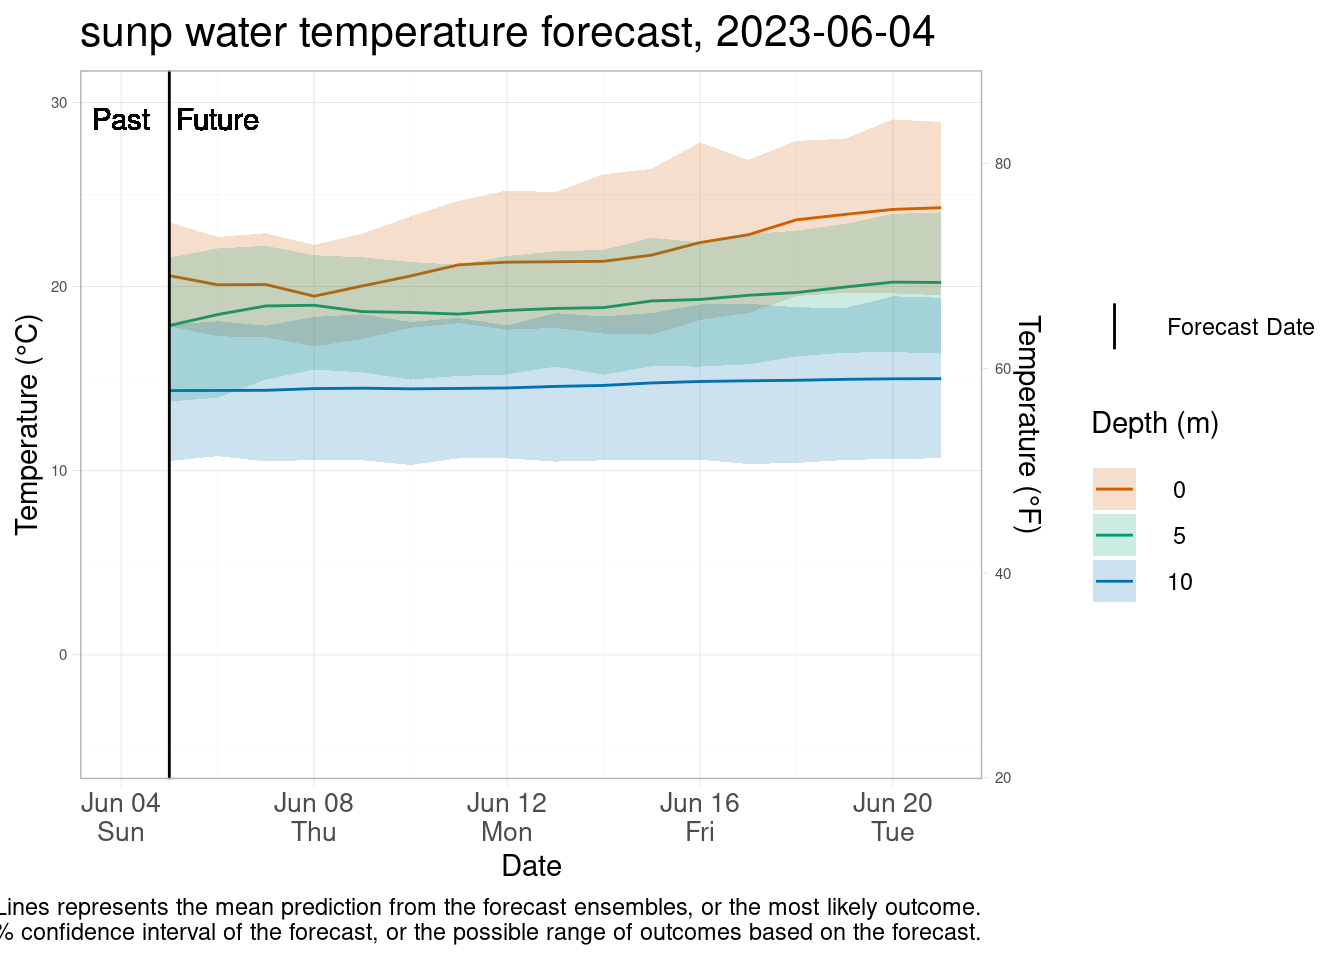 sunp water temperature forecast, 2023-06-04
Past
Future
30
20
10
0
Temperature (°C)
80
60
40
20
Temperature (°F)
Jun 04
Sun
Jun 08
Thu
Jun 12
Mon
Jun 16
Fri
Jun 20
Tue
Date
Forecast Date
Depth (m)
0
5
10
Lines represents the mean prediction from the forecast ensembles, or the most likely outcome.
% confidence interval of the forecast, or the possible range of outcomes based on the forecast.